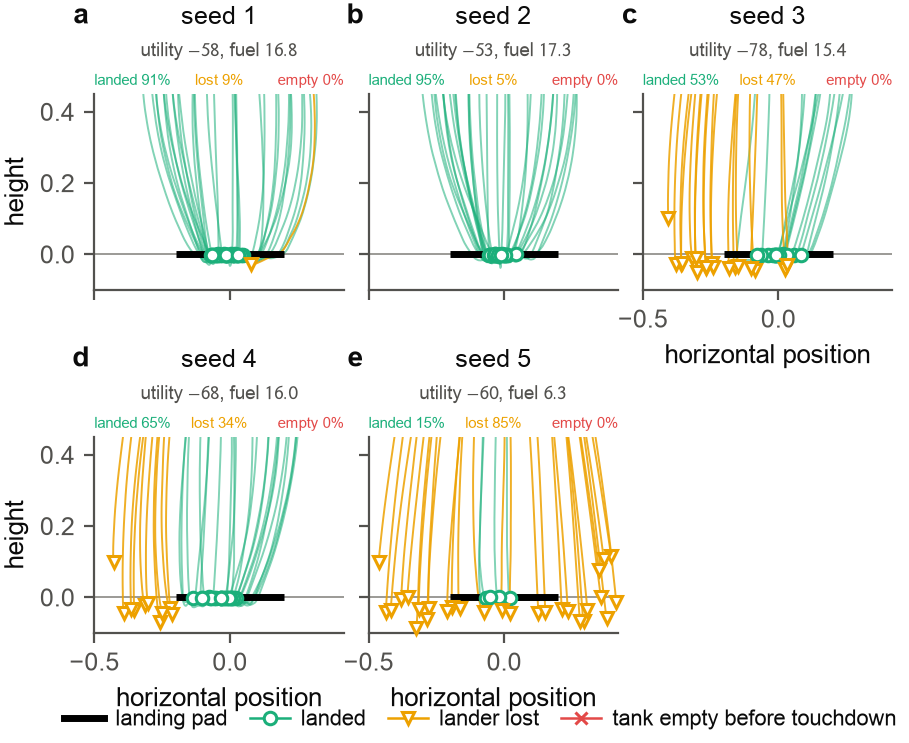 a seed 1
utility −58, fuel 16.8
landed 91% lost 9% empty 0%
b seed 2
utility −53, fuel 17.3
landed 95% lost 5% empty 0%
c seed 3
utility −78, fuel 15.4
landed 53% lost 47% empty 0%
height
0.4
0.2
0.0
−0.5 0.0
horizontal position
d seed 4
utility −68, fuel 16.0
landed 65% lost 34% empty 0%
e seed 5
utility −60, fuel 6.3
landed 15% lost 85% empty 0%
height
0.4
0.2
0.0
−0.5 0.0
horizontal position
−0.5 0.0
horizontal position
landing pad landed lander lost tank empty before touchdown